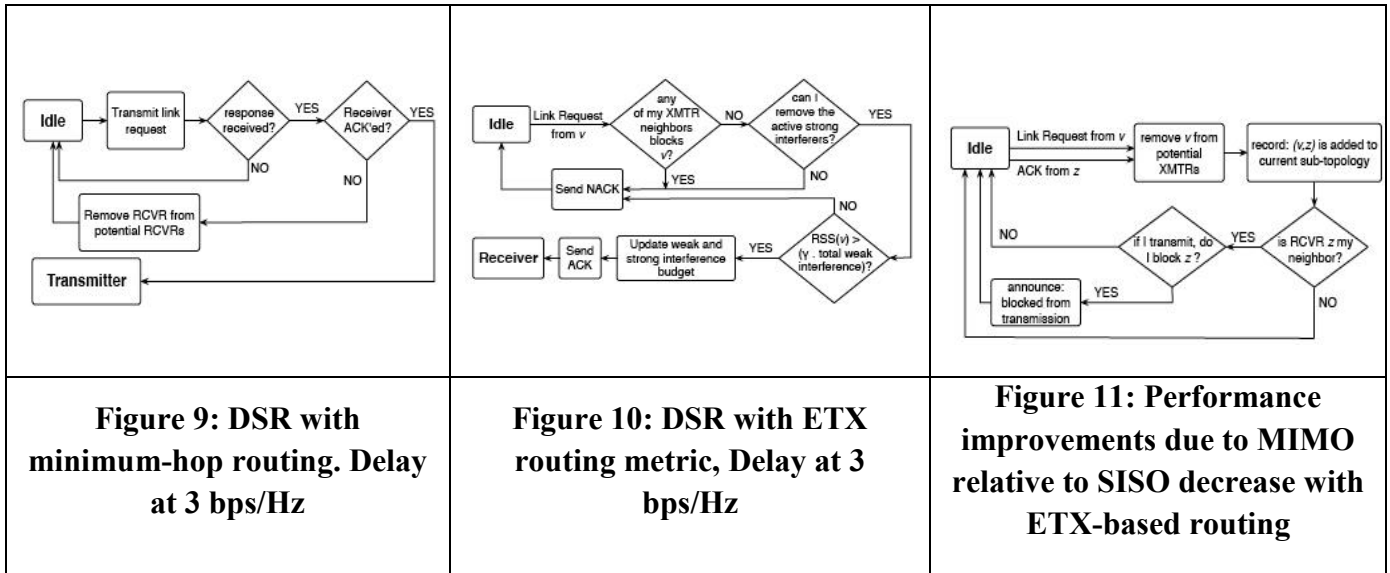 Idle
Transmit link
request
response
received?
YES
Receiver
ACK'ed?
YES
NO
NO
Remove RCVR from
potential RCVRs
Transmitter
Idle
Link Request
from v
any
of my XMTR
neighbors
blocks
v?
NO
can I
remove the
active strong
interferers?
YES
YES
NO
Send NACK
NO
RSS(v) >
(γ . total weak
interference)?
YES
Update weak and
strong interference
budget
Send
ACK
Receiver
Idle
Link Request from v
ACK from z
remove v from
potential
XMTRs
record: (v,z) is added to
current sub-topology
is RCVR z my
neighbor?
YES
NO
if I transmit, do
I block z ?
NO
YES
announce:
blocked from
transmission
Figure 9: DSR with
minimum-hop routing. Delay
at 3 bps/Hz
Figure 10: DSR with ETX
routing metric, Delay at 3
bps/Hz
Figure 11: Performance
improvements due to MIMO
relative to SISO decrease with
ETX-based routing